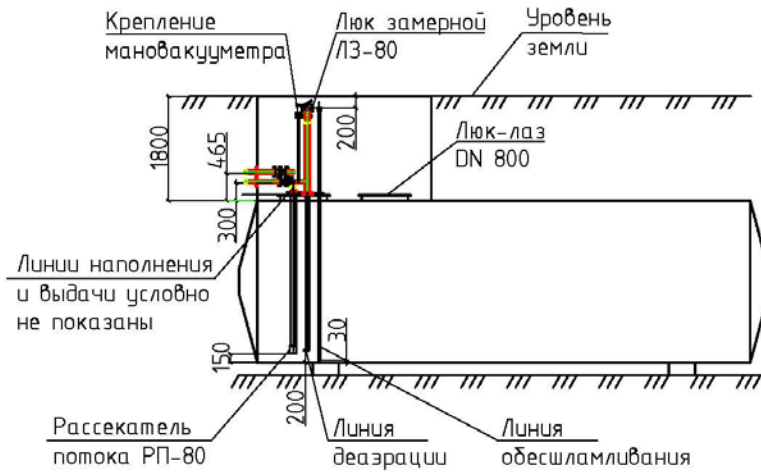 Крепление
мановакууметра
Люк замерной
ЛЗ-80
Уровень
земли
1800
465
200
Люк-лаз
DN 800
300
Линии наполнения
и выдачи условно
не показаны
150
30
200
Рассекатель
потока РП-80
Линия
деаэрации
Линия
обесшламливания